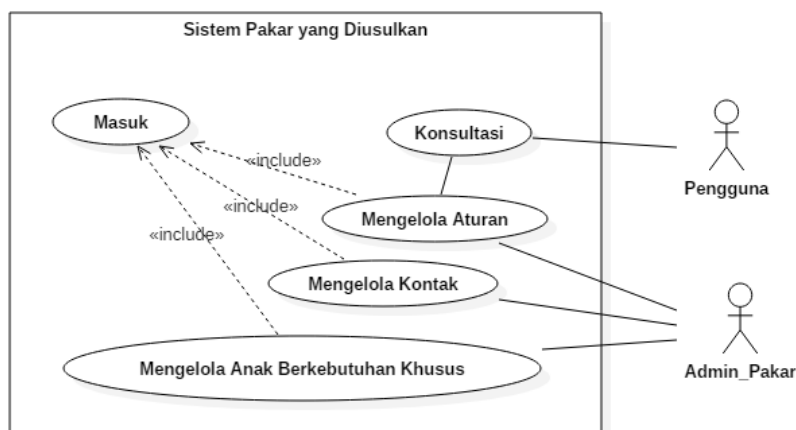 Sistem Pakar yang Diusulkan
Masuk
Konsultasi
Pengguna
«include»
Mengelola Aturan
«include»
«include»
Mengelola Kontak
Mengelola Anak Berkebutuhan Khusus
Admin_Pakar